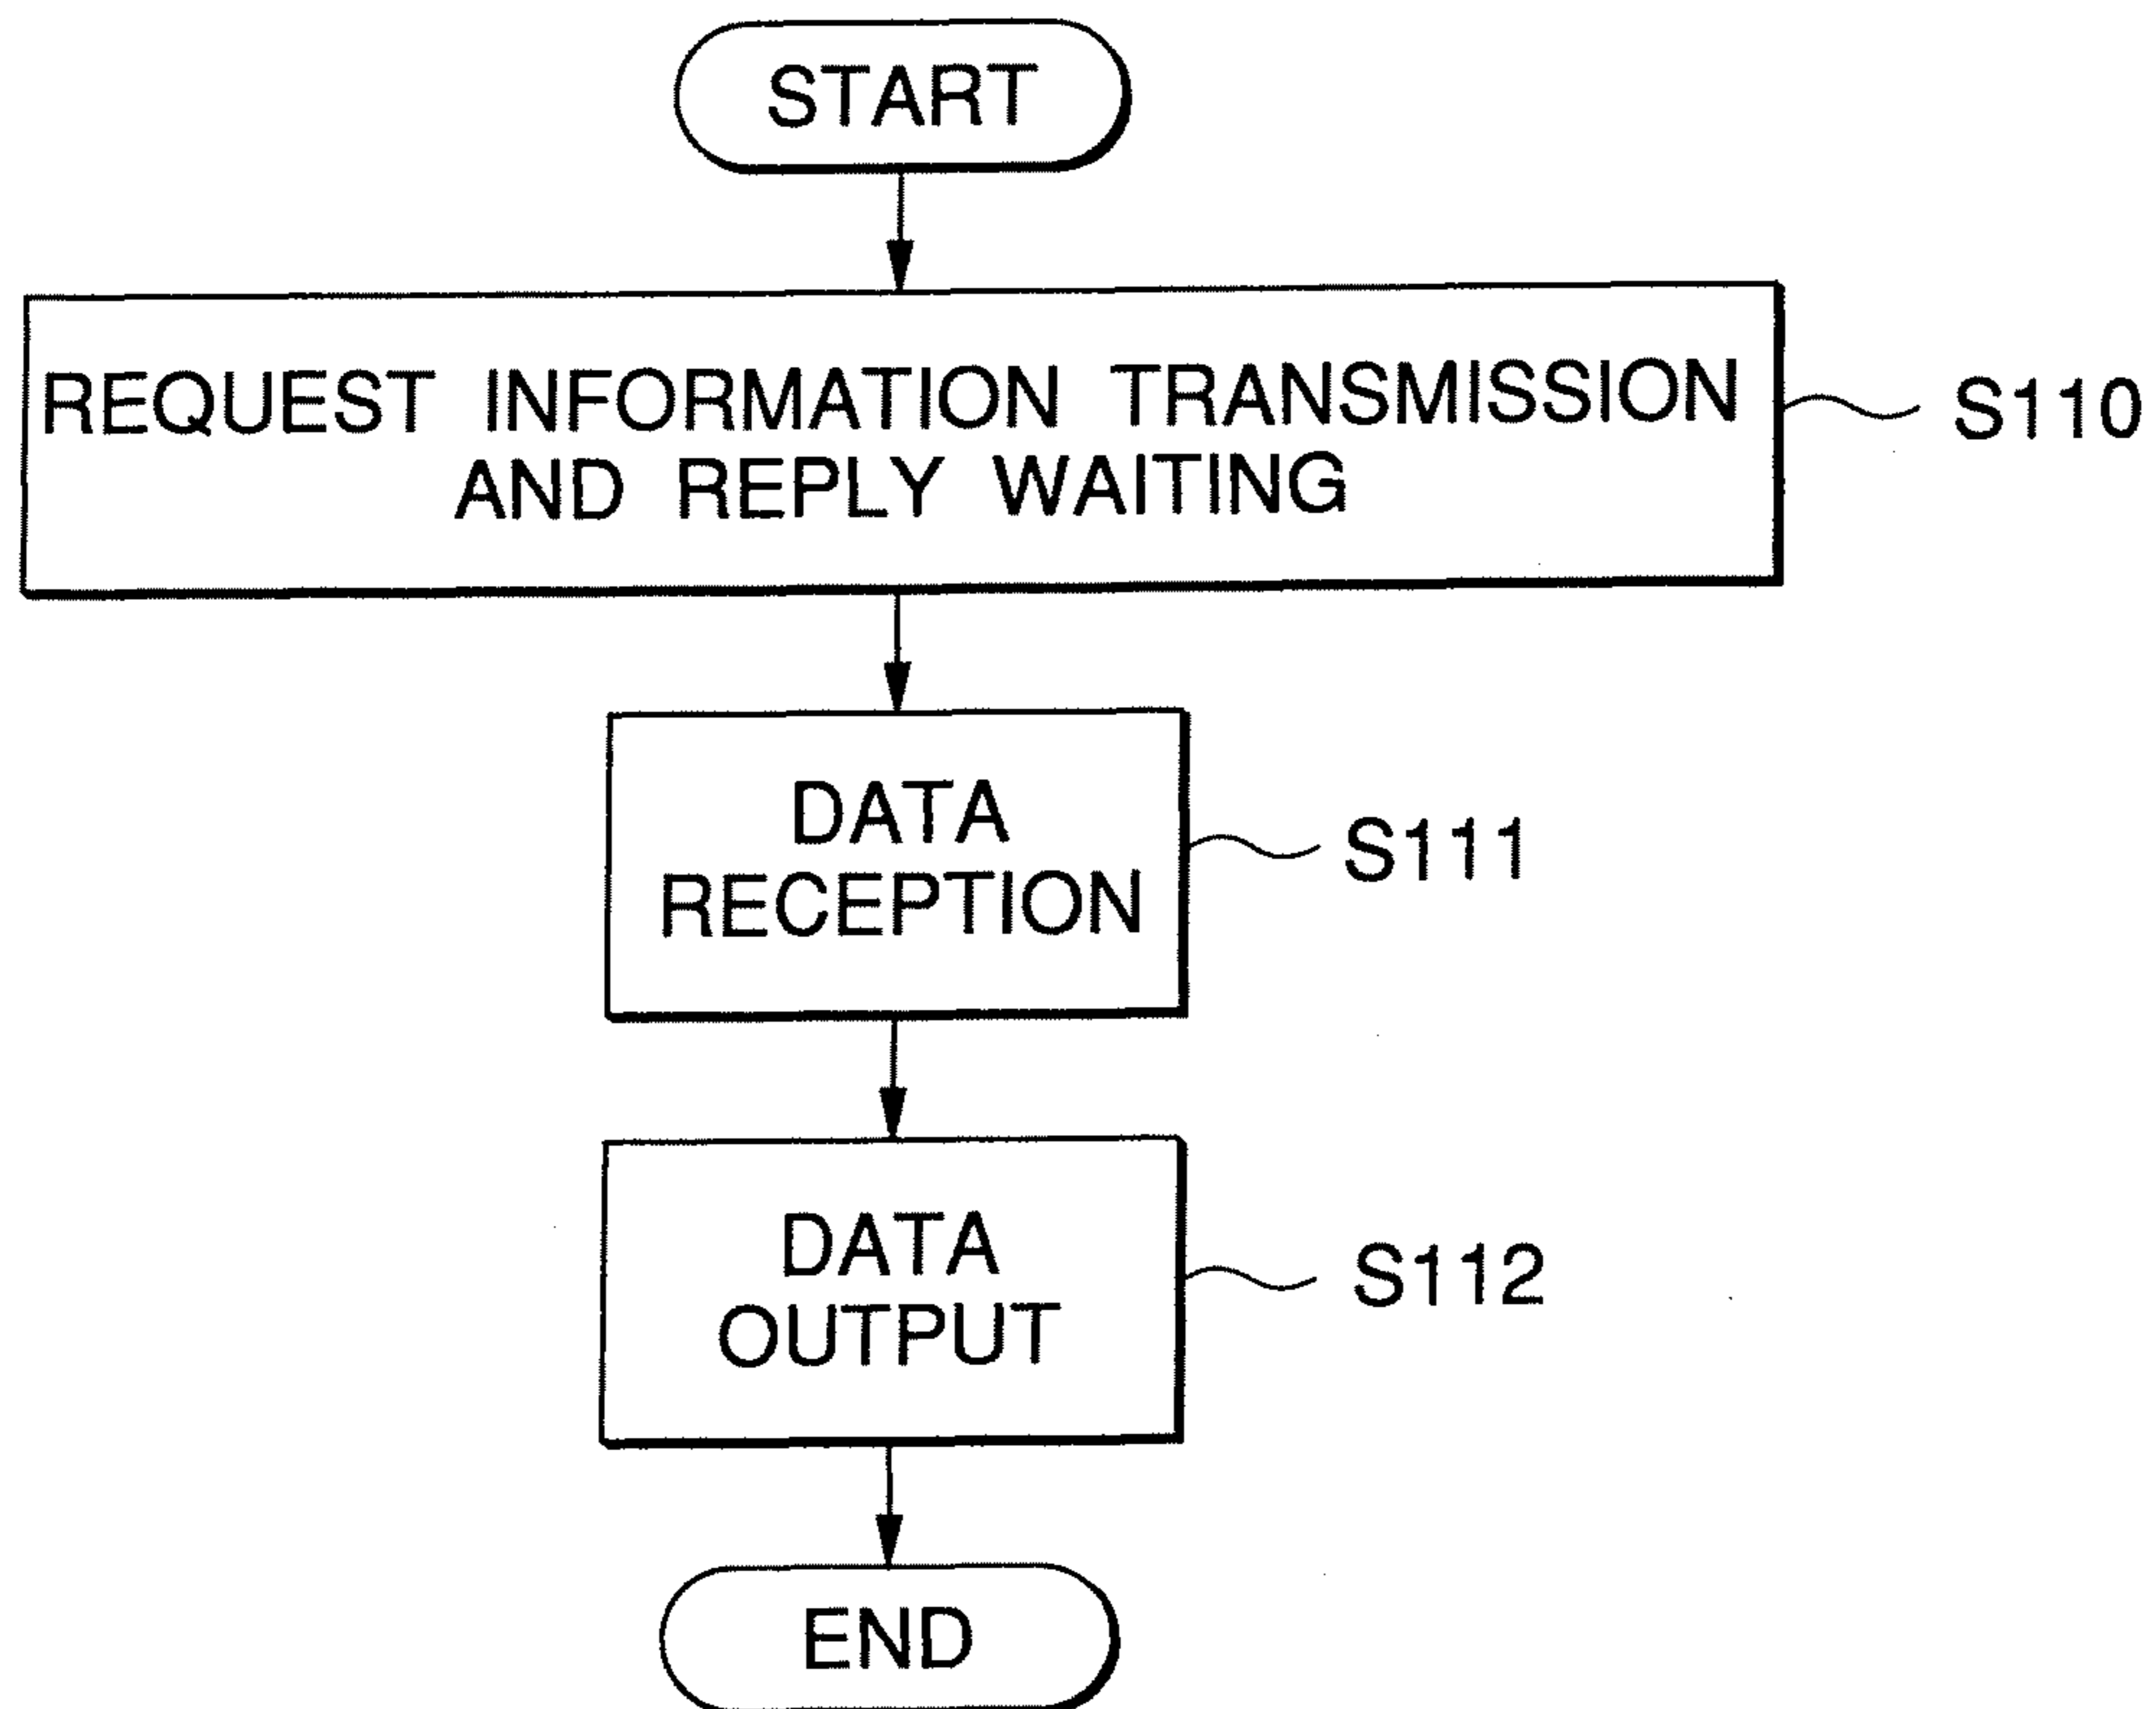 START
REQUEST INFORMATION TRANSMISSION
AND REPLY WAITING
S110
DATA
RECEPTION
S111
DATA
OUTPUT
S112
END